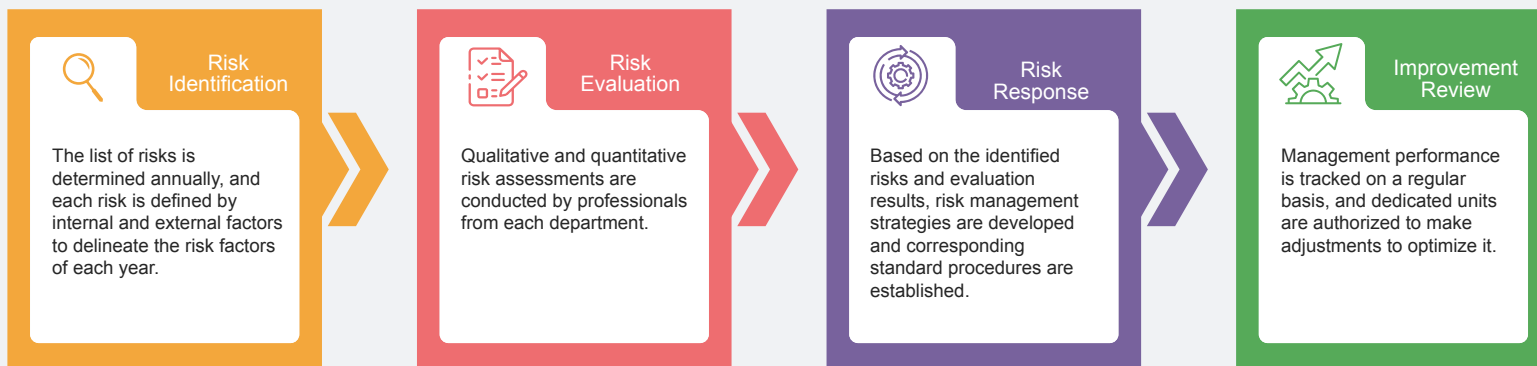 Risk
Identification
The list of risks is
determined annually, and
each risk is defined by
internal and external factors
to delineate the risk factors
of each year.
Risk
Evaluation
Qualitative and quantitative
risk assessments are
conducted by professionals
from each department.
Risk
Response
Based on the identified
risks and evaluation
results, risk management
strategies are developed
and corresponding
standard procedures are
established.
Improvement
Review
Management performance
is tracked on a regular
basis, and dedicated units
are authorized to make
adjustments to optimize it.